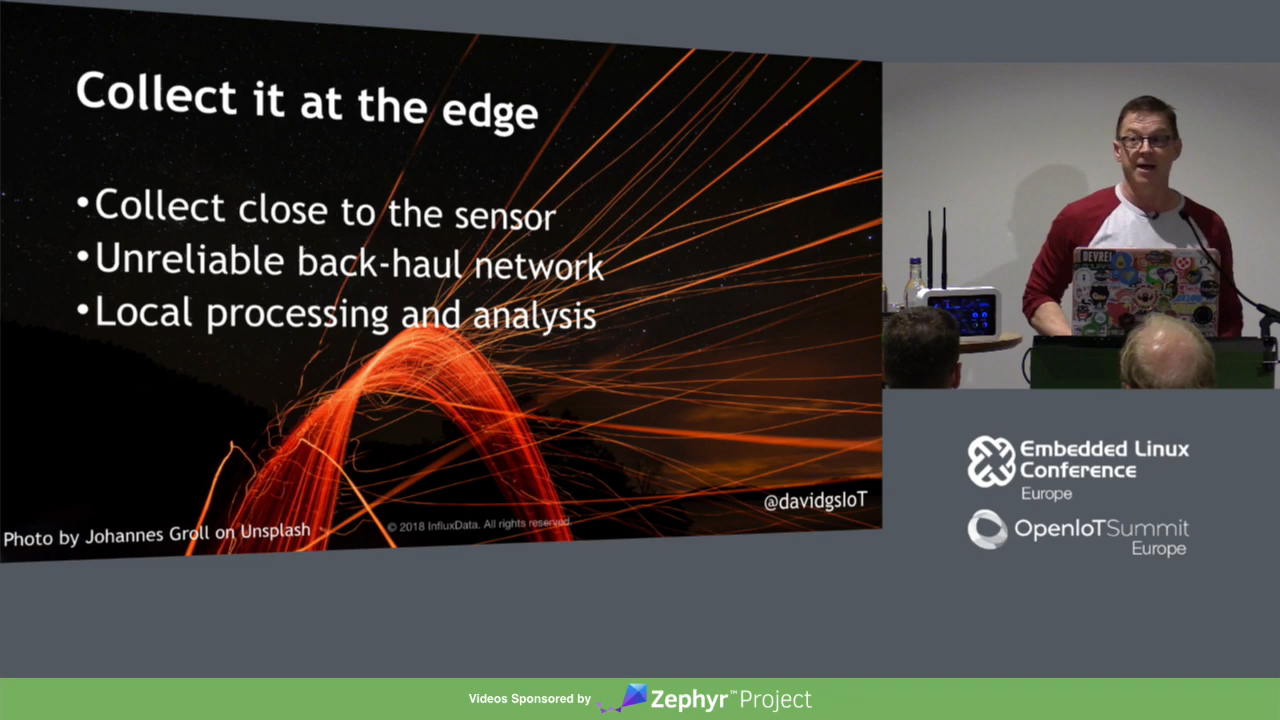 Collect it at the edge
•Collect close to the sensor
•Unreliable back-haul network
•Local processing and analysis
@davidgsIoT
© 2018 InfluxData. All rights reserved.
Photo by Johannes Groll on Unsplash
DEVREL
Embedded Linux
Conference
Europe
OpenIoTSummit
Europe
Videos Sponsored by Zephyr™Project